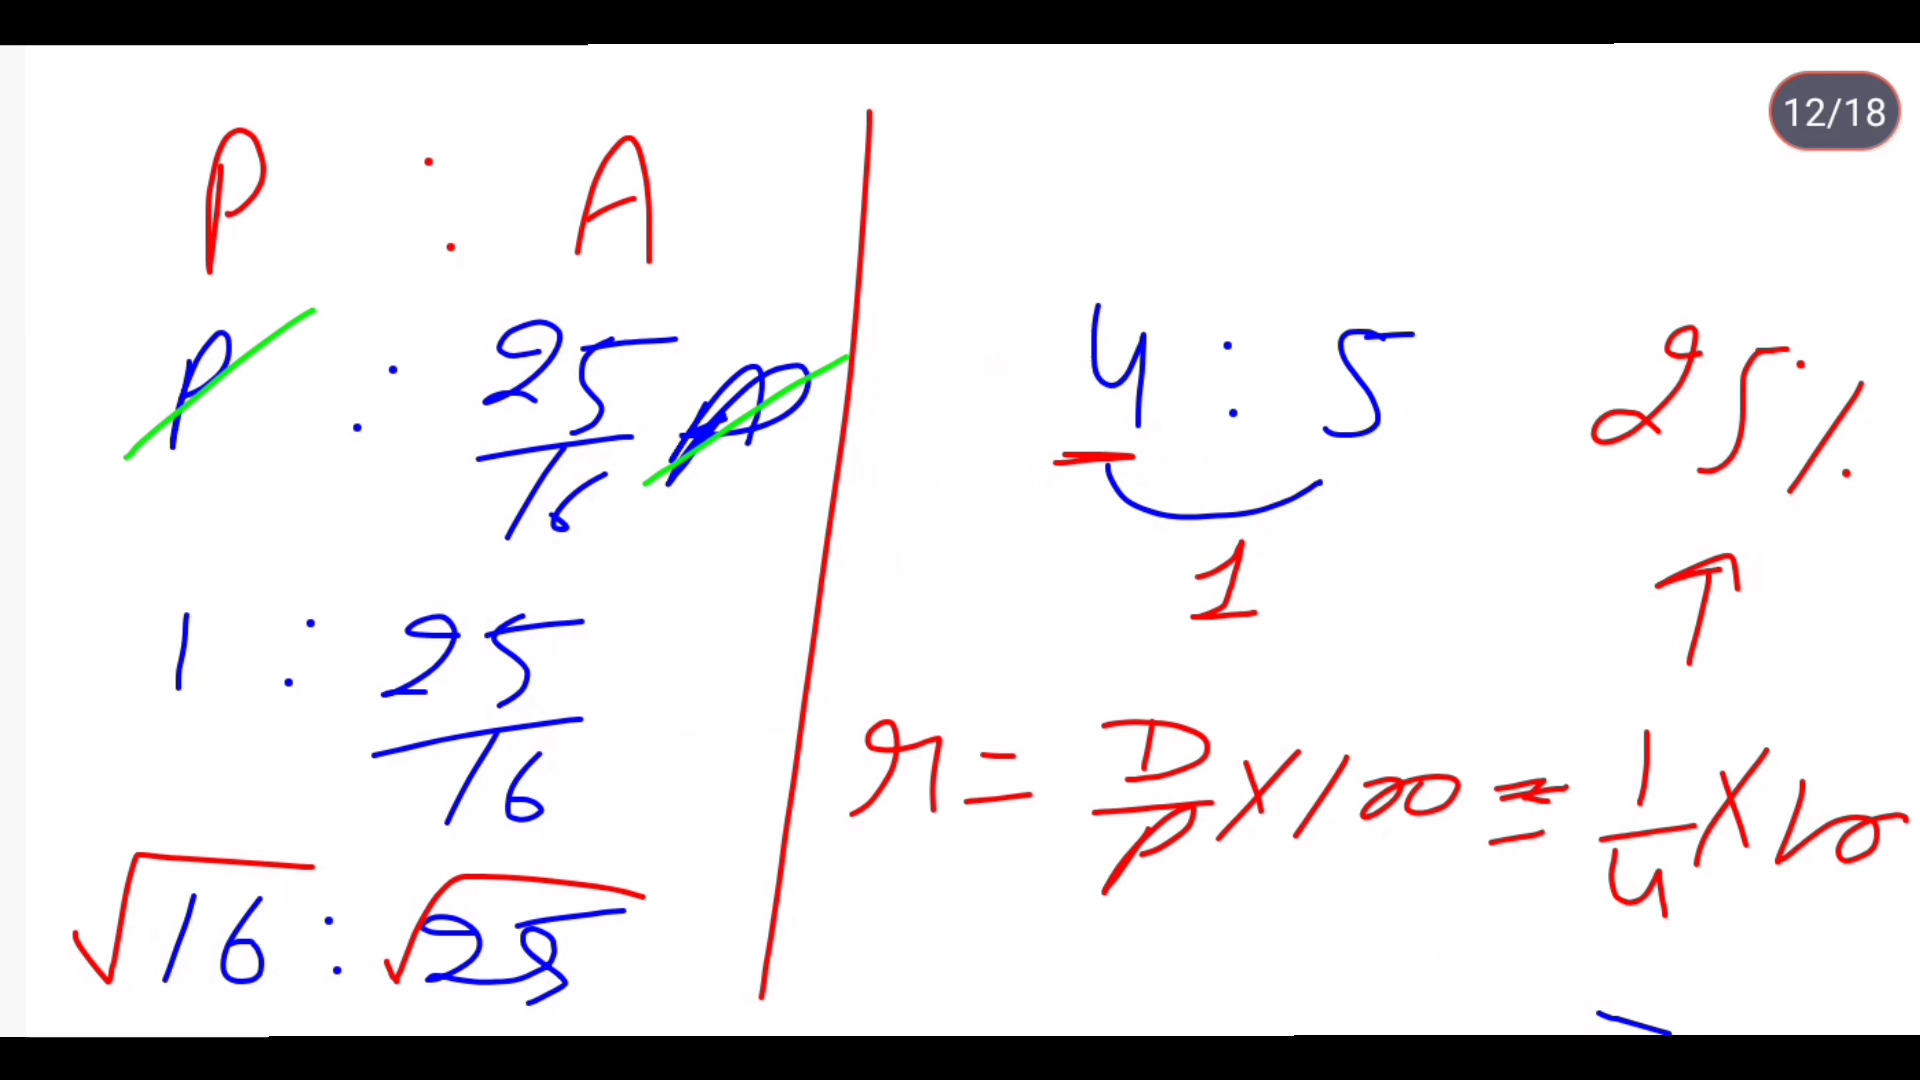 12/18
P : A
P : 25/16 P
1 : 25/16
√16 : √25
4 : 5
1
25%
r = D/P × 100 = 1/4 × 100